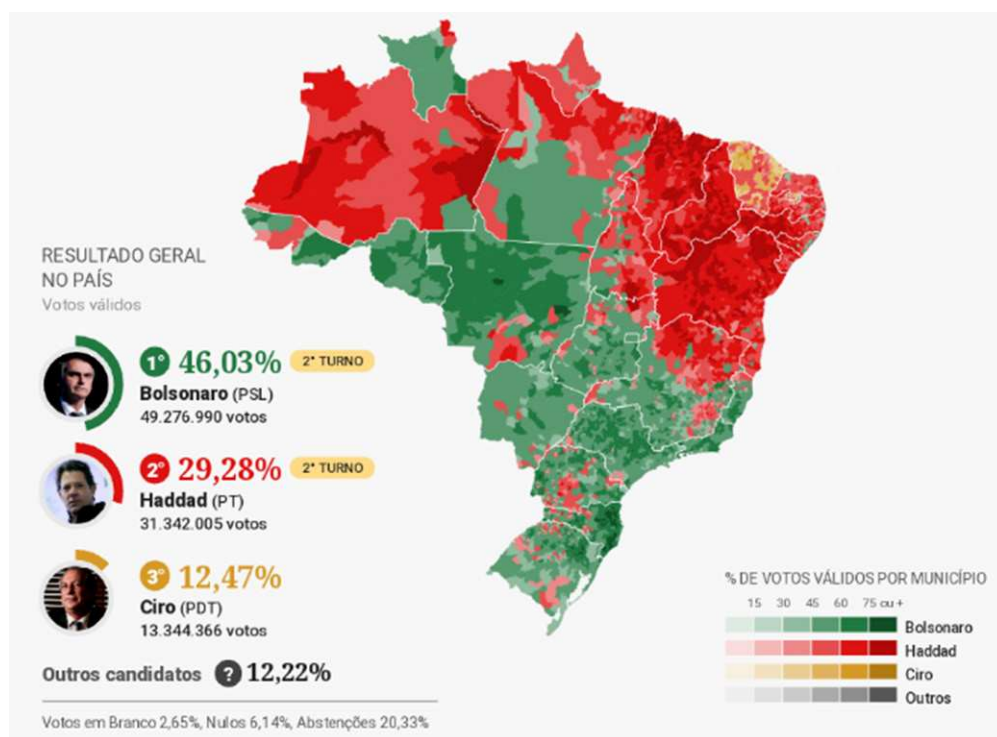 RESULTADO GERAL
NO PAÍS
Votos válidos
1º 46,03% 2° TURNO
Bolsonaro (PSL)
49.276.990 votos
2º 29,28% 2° TURNO
Haddad (PT)
31.342.005 votos
3º 12,47%
Ciro (PDT)
13.344.366 votos
Outros candidatos ? 12,22%
Votos em Branco 2,65%, Nulos 6,14%, Abstenções 20,33%
% DE VOTOS VÁLIDOS POR MUNICÍPIO
15 30 45 60 75 ou +
Bolsonaro
Haddad
Ciro
Outros